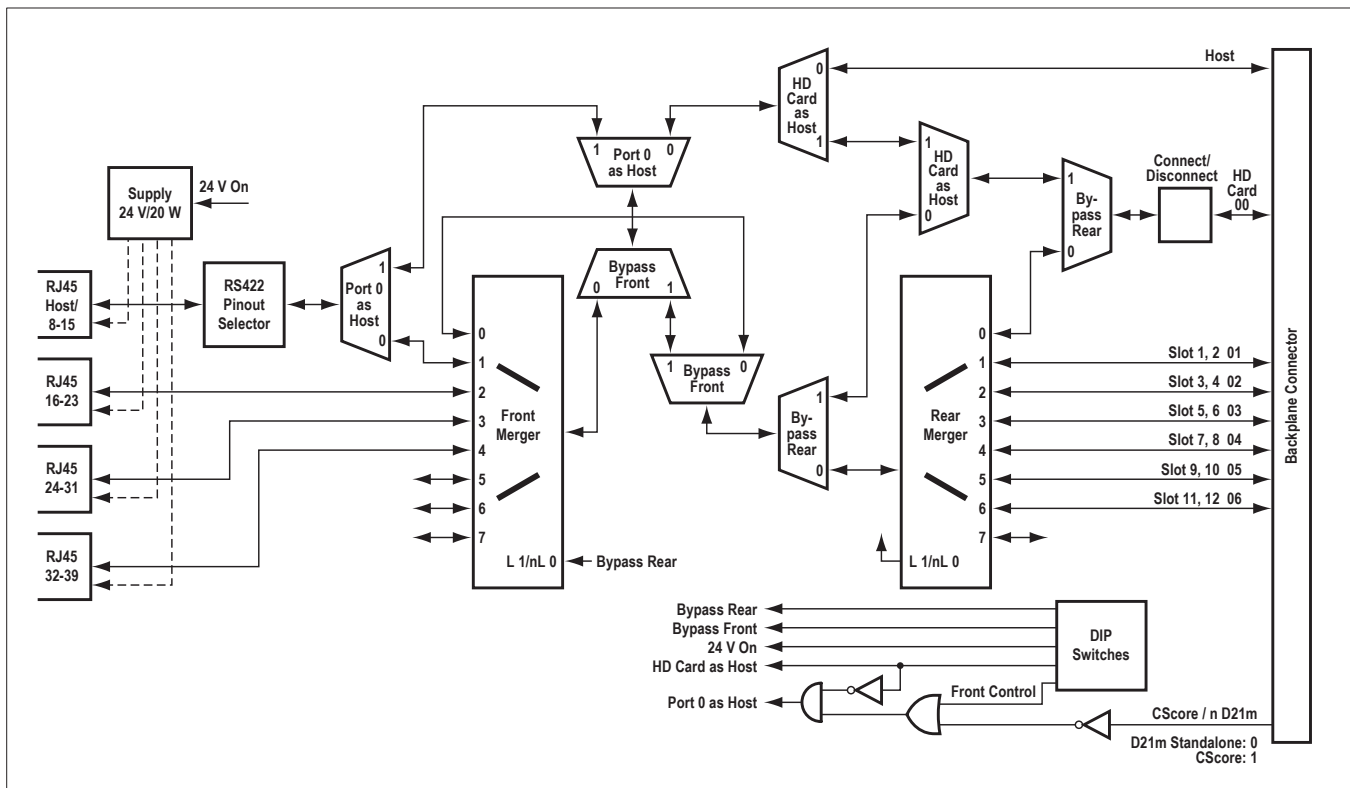 Host
0
HD
Card
as
Host
1
1
Port 0
as Host
0
1
HD
Card
as
Host
0
Connect/
Disconnect
HD
Card
00
1
By-
pass
Rear
0
Supply
24 V/20 W
24 V On
RJ45
Host/
8-15
RS422
Pinout
Selector
1
Port 0
as
Host
0
Bypass
Front
0
1
1
Bypass
Front
0
1
By-
pass
Rear
0
RJ45
16-23
RJ45
24-31
RJ45
32-39
0
1
2
3
4
5
6
7
Front
Merger
L 1/nL 0
Bypass Rear
Rear
Merger
0
1
2
3
4
5
6
7
L 1/nL 0
Slot 1, 2 01
Slot 3, 4 02
Slot 5, 6 03
Slot 7, 8 04
Slot 9, 10 05
Slot 11, 12 06
Backplane Connector
Bypass Rear
Bypass Front
24 V On
HD Card as Host
Port 0 as Host
DIP
Switches
Front Control
CScore / n D21m
D21m Standalone: 0
CScore: 1